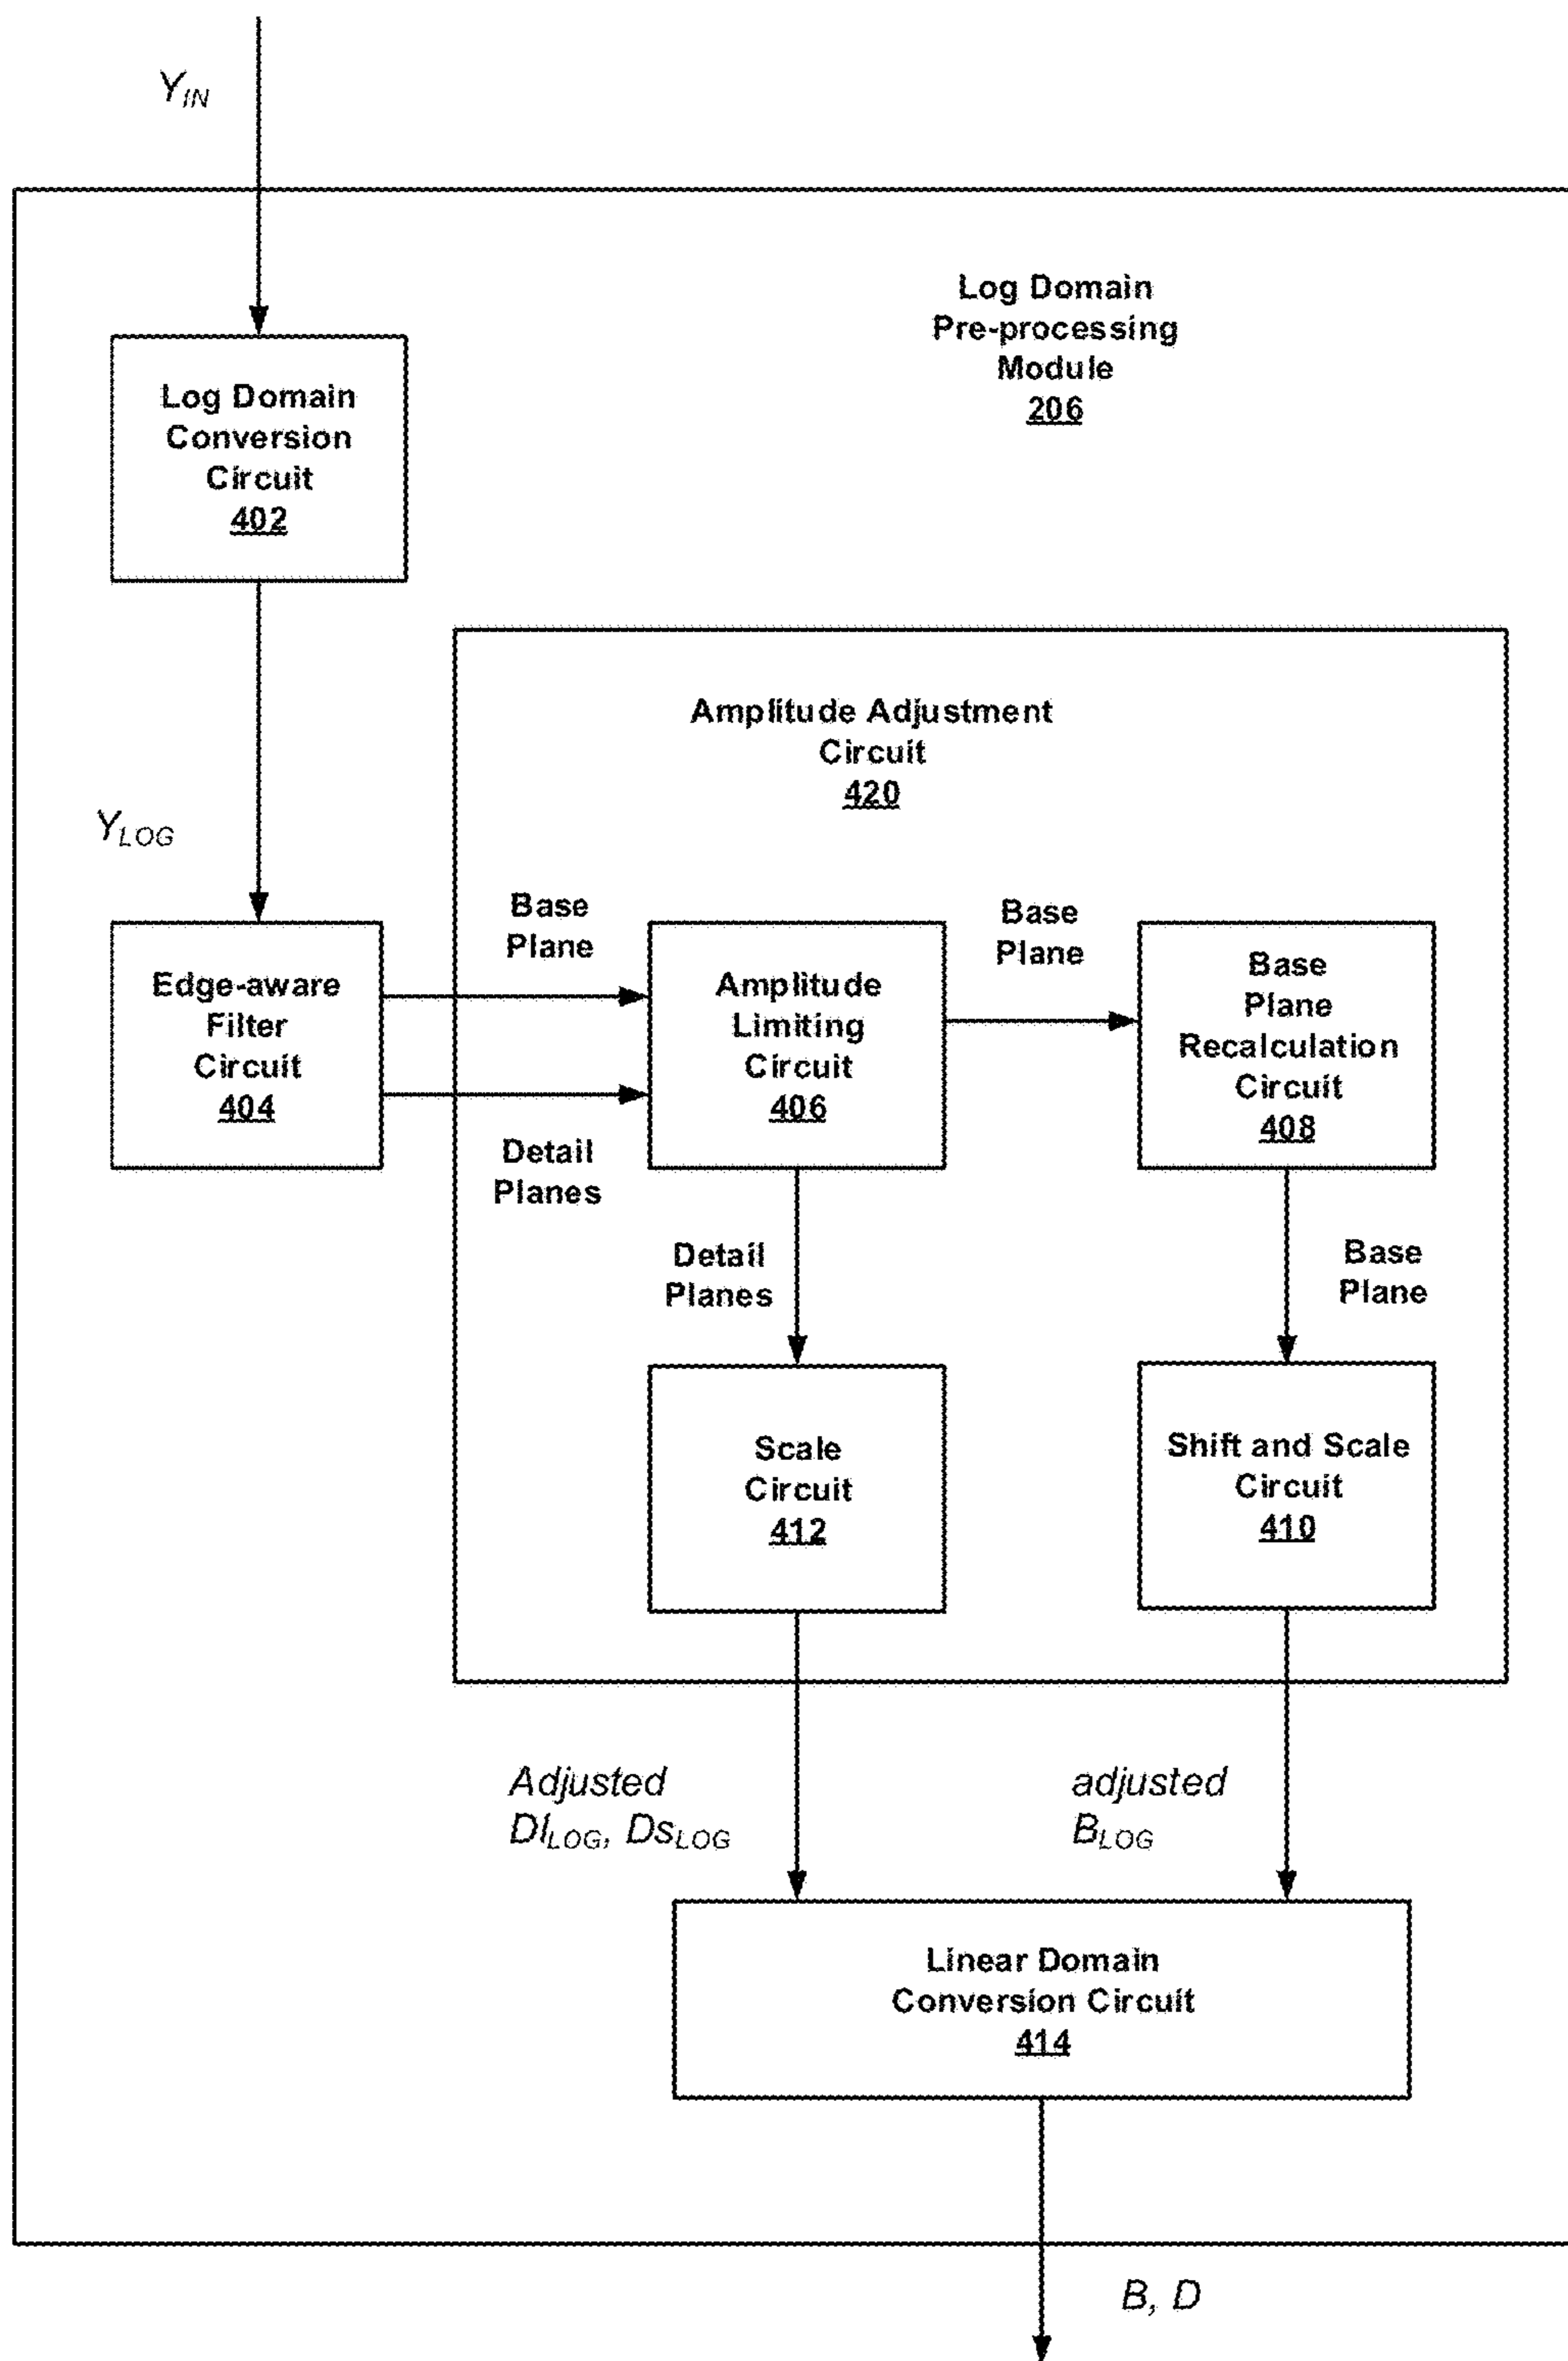 Y_IN
Log Domain
Pre-processing
Module
206
Log Domain
Conversion
Circuit
402
Amplitude Adjustment
Circuit
420
Y_LOG
Base
Plane
Base
Plane
Edge-aware
Filter
Circuit
404
Amplitude
Limiting
Circuit
406
Base
Plane
Recalculation
Circuit
408
Detail
Planes
Detail
Planes
Base
Plane
Scale
Circuit
412
Shift and Scale
Circuit
410
Adjusted
Dl_LOG, Ds_LOG
adjusted
B_LOG
Linear Domain
Conversion Circuit
414
B, D